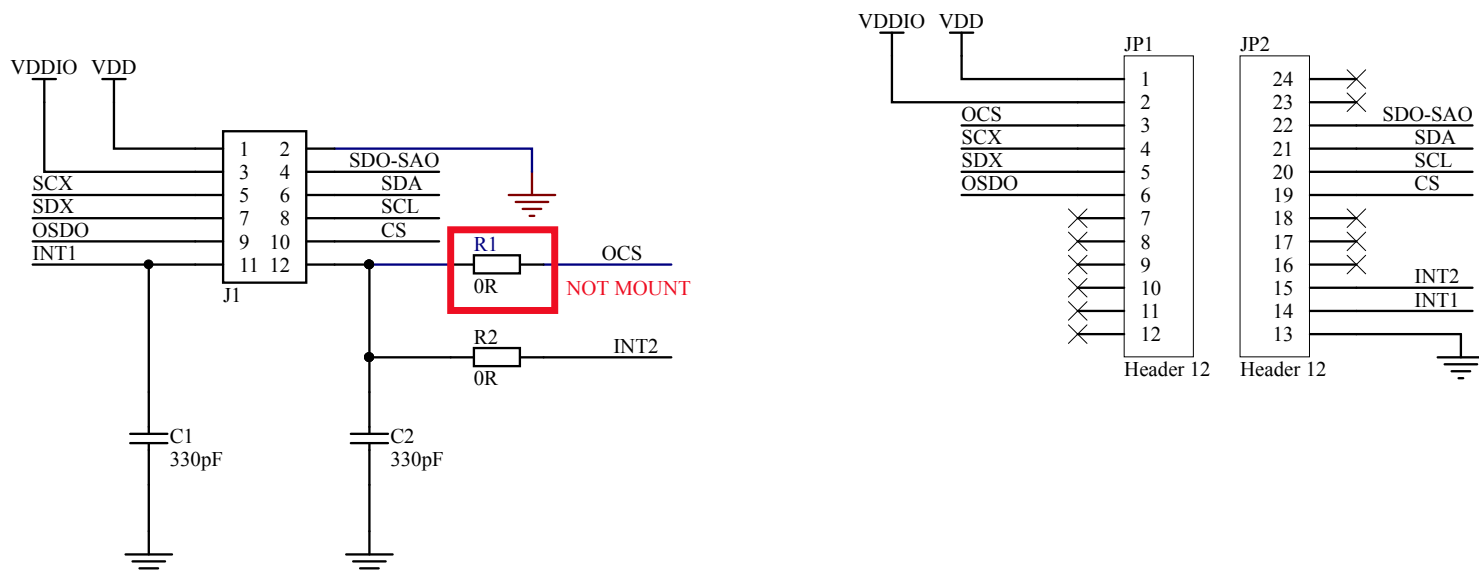 VDDIO VDD
1 2
3 4 SDO-SAO
SCX 5 6 SDA
SDX 7 8 SCL
OSDO 9 10 CS
INT1 11 12
J1
R1
0R
OCS
NOT MOUNT
R2
0R
INT2
C1
330pF
C2
330pF
VDDIO VDD
JP1
1
2
OCS 3
SCX 4
SDX 5
OSDO 6
7
8
9
10
11
12
Header 12
JP2
24
23
22 SDO-SAO
21 SDA
20 SCL
19 CS
18
17
16
15 INT2
14 INT1
13
Header 12